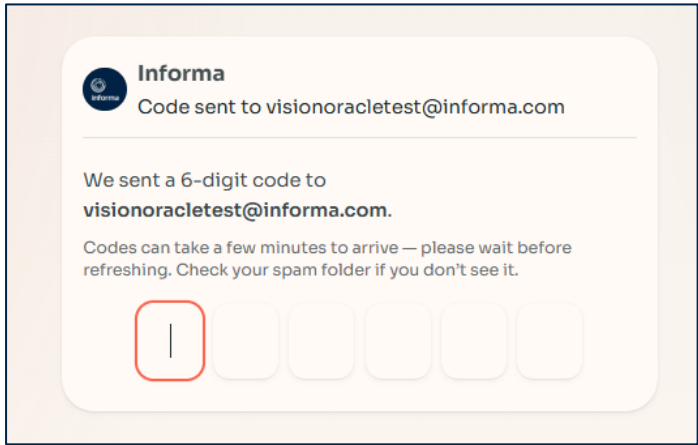 Informa
informa
Code sent to visionoracletest@informa.com
We sent a 6-digit code to
visionoracletest@informa.com.
Codes can take a few minutes to arrive — please wait before
refreshing. Check your spam folder if you don’t see it.